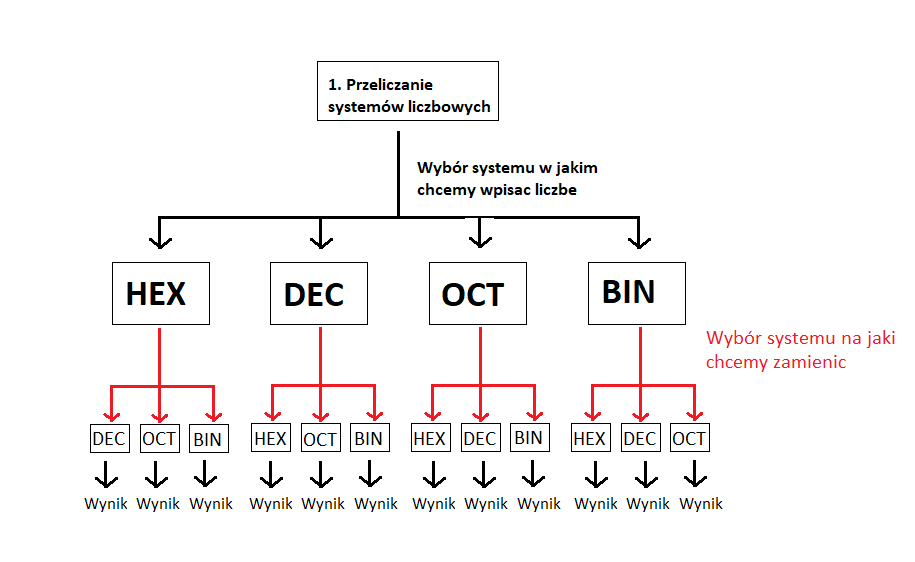 1. Przeliczanie
systemów liczbowych
Wybór systemu w jakim
chcemy wpisac liczbe
HEX DEC OCT BIN
Wybór systemu na jaki
chcemy zamienic
DEC OCT BIN HEX OCT BIN HEX DEC BIN HEX DEC OCT
Wynik Wynik Wynik Wynik Wynik Wynik Wynik Wynik Wynik Wynik Wynik Wynik